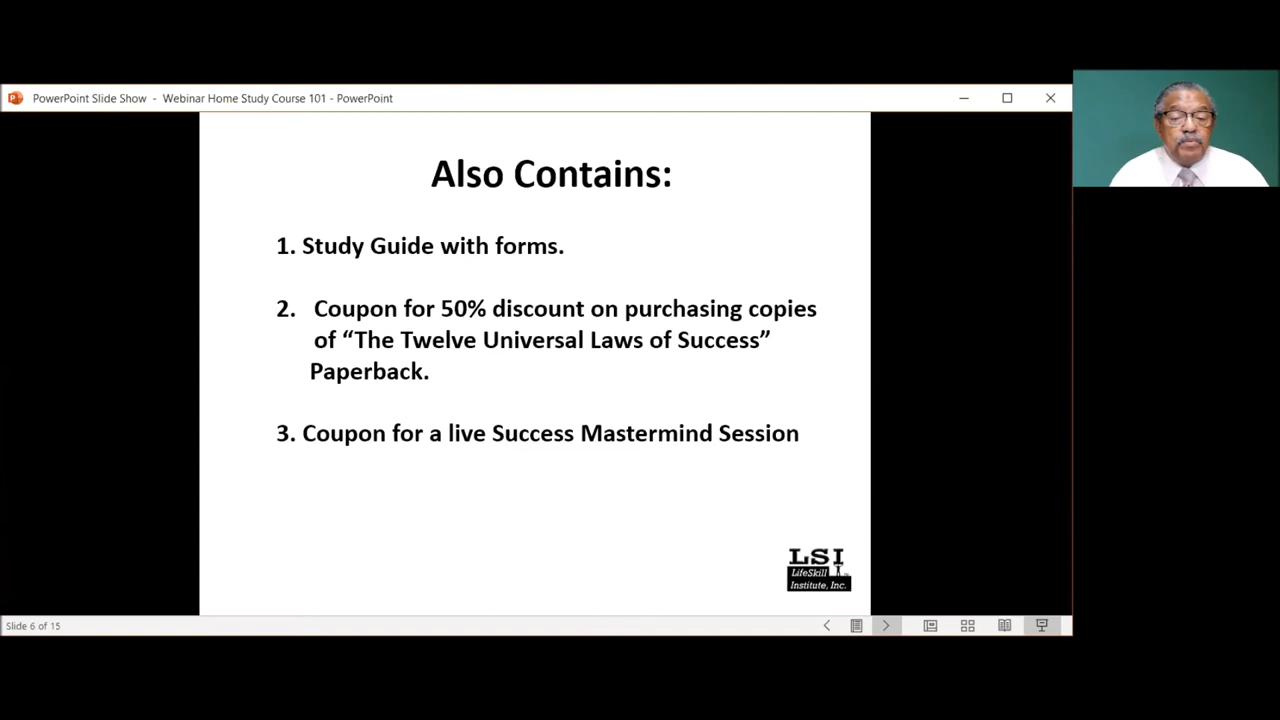 PowerPoint Slide Show - Webinar Home Study Course 101 - PowerPoint
Also Contains:
1. Study Guide with forms.
2. Coupon for 50% discount on purchasing copies
of “The Twelve Universal Laws of Success”
Paperback.
3. Coupon for a live Success Mastermind Session
LSI
LifeSkill
Institute, Inc.
Slide 6 of 15